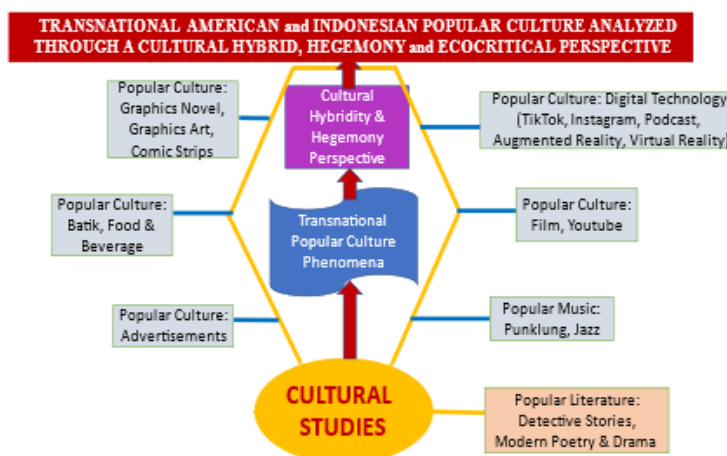 TRANSNATIONAL AMERICAN and INDONESIAN POPULAR CULTURE ANALYZED
THROUGH A CULTURAL HYBRID, HEGEMONY and ECOCRITICAL PERSPECTIVE
Popular Culture:
Graphics Novel,
Graphics Art,
Comic Strips
Cultural
Hybridity &
Hegemony
Perspective
Popular Culture: Digital Technology
(TikTok, Instagram, Podcast,
Augmented Reality, Virtual Reality)
Popular Culture:
Batik, Food &
Beverage
Transnational
Popular Culture
Phenomena
Popular Culture:
Film, Youtube
Popular Culture:
Advertisements
Popular Music:
Punklung, Jazz
CULTURAL
STUDIES
Popular Literature:
Detective Stories,
Modern Poetry & Drama